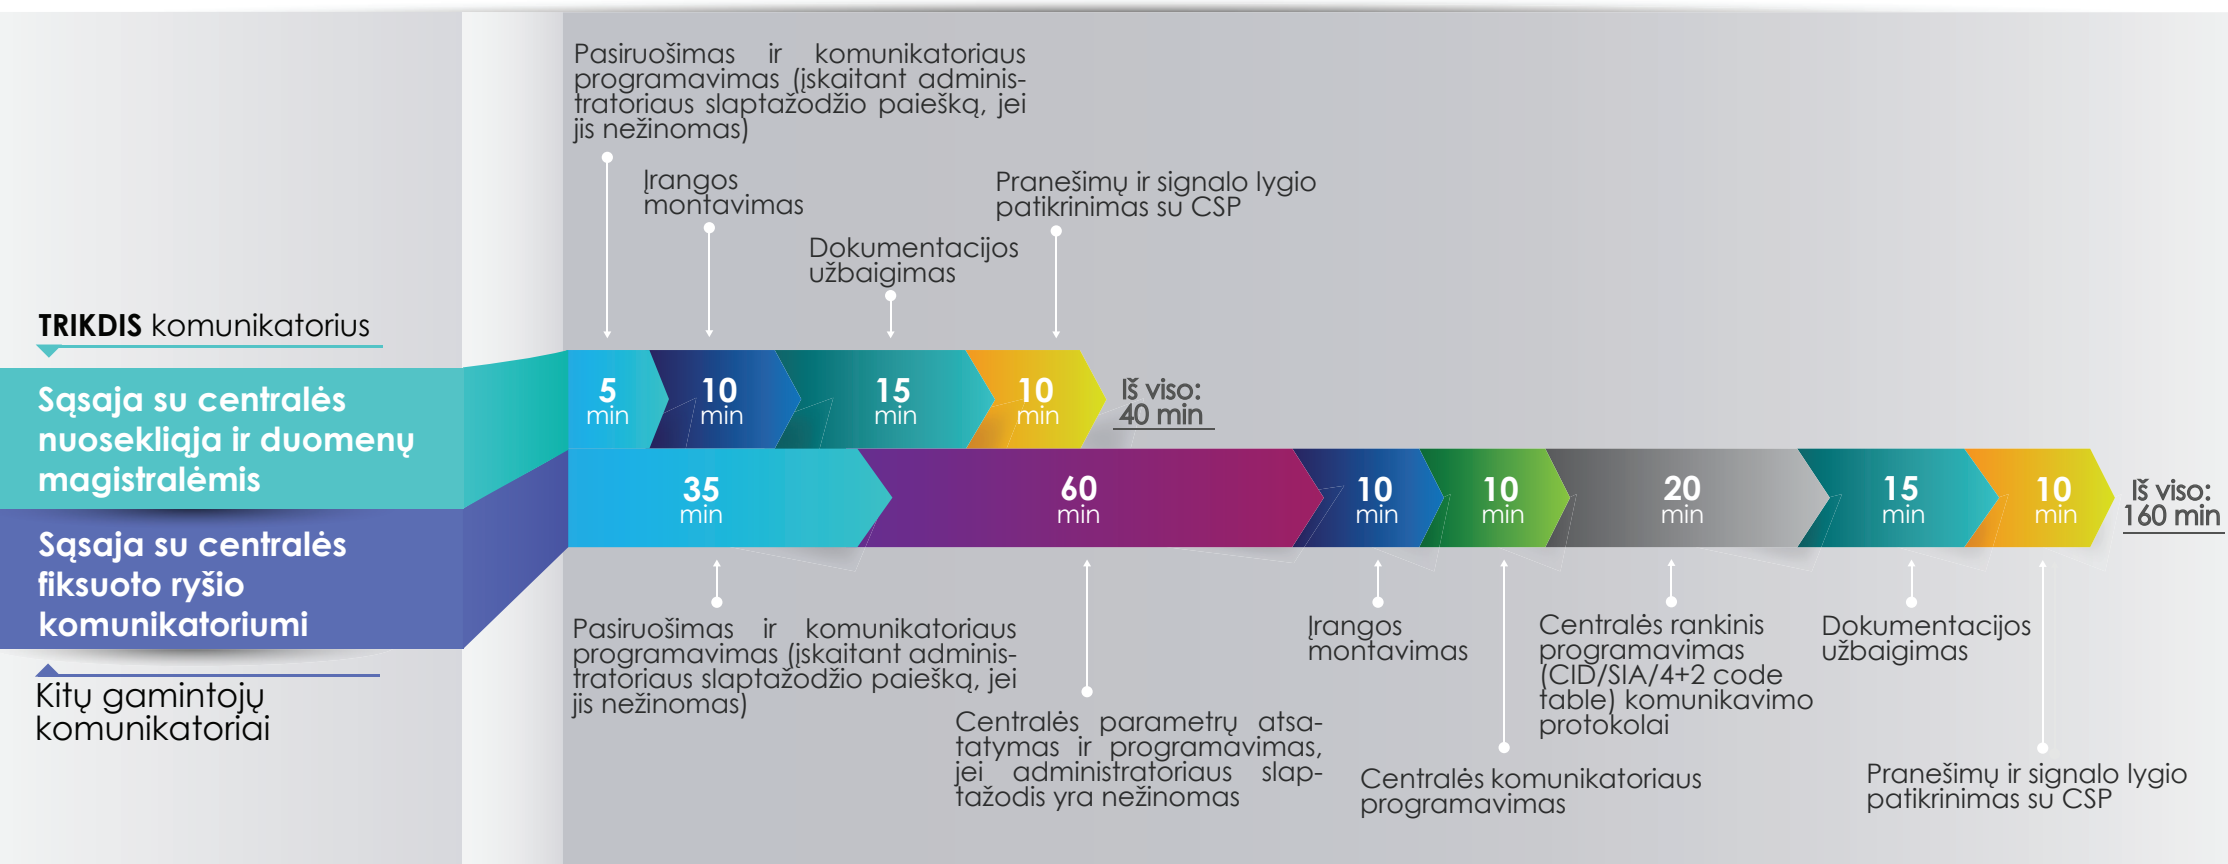 Pasiruošimas ir komunikatoriaus
programavimas (įskaitant adminis-
tratoriaus slaptažodžio paiešką, jei
jis nežinomas)
Įrangos
montavimas
Pranešimų ir signalo lygio
patikrinimas su CSP
Dokumentacijos
užbaigimas
TRIKDIS komunikatorius
Sąsaja su centralės
nuosekliąja ir duomenų
magistralėmis
5
min
10
min
15
min
10
min
Iš viso:
40 min
Sąsaja su centralės
fiksuoto ryšio
komunikatoriumi
35
min
60
min
10
min
10
min
20
min
15
min
10
min
Iš viso:
160 min
Kitų gamintojų
komunikatoriai
Pasiruošimas ir komunikatoriaus
programavimas (įskaitant adminis-
tratoriaus slaptažodžio paiešką, jei
jis nežinomas)
Centralės parametrų atsa-
tatymas ir programavimas,
jei administratoriaus slap-
tažodis yra nežinomas
Įrangos
montavimas
Centralės komunikatoriaus
programavimas
Centralės rankinis
programavimas
(CID/SIA/4+2 code
table) komunikavimo
protokolai
Dokumentacijos
užbaigimas
Pranešimų ir signalo lygio
patikrinimas su CSP